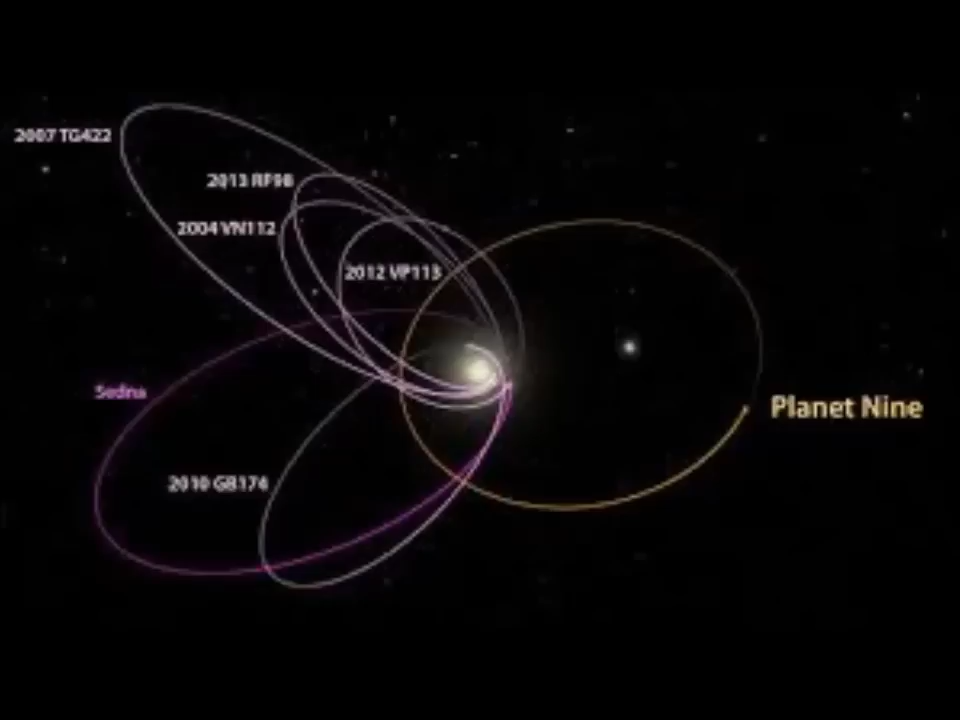 2007 TG422
2013 RF98
2004 VN112
2012 VP113
Sedna
Planet Nine
2010 GB174